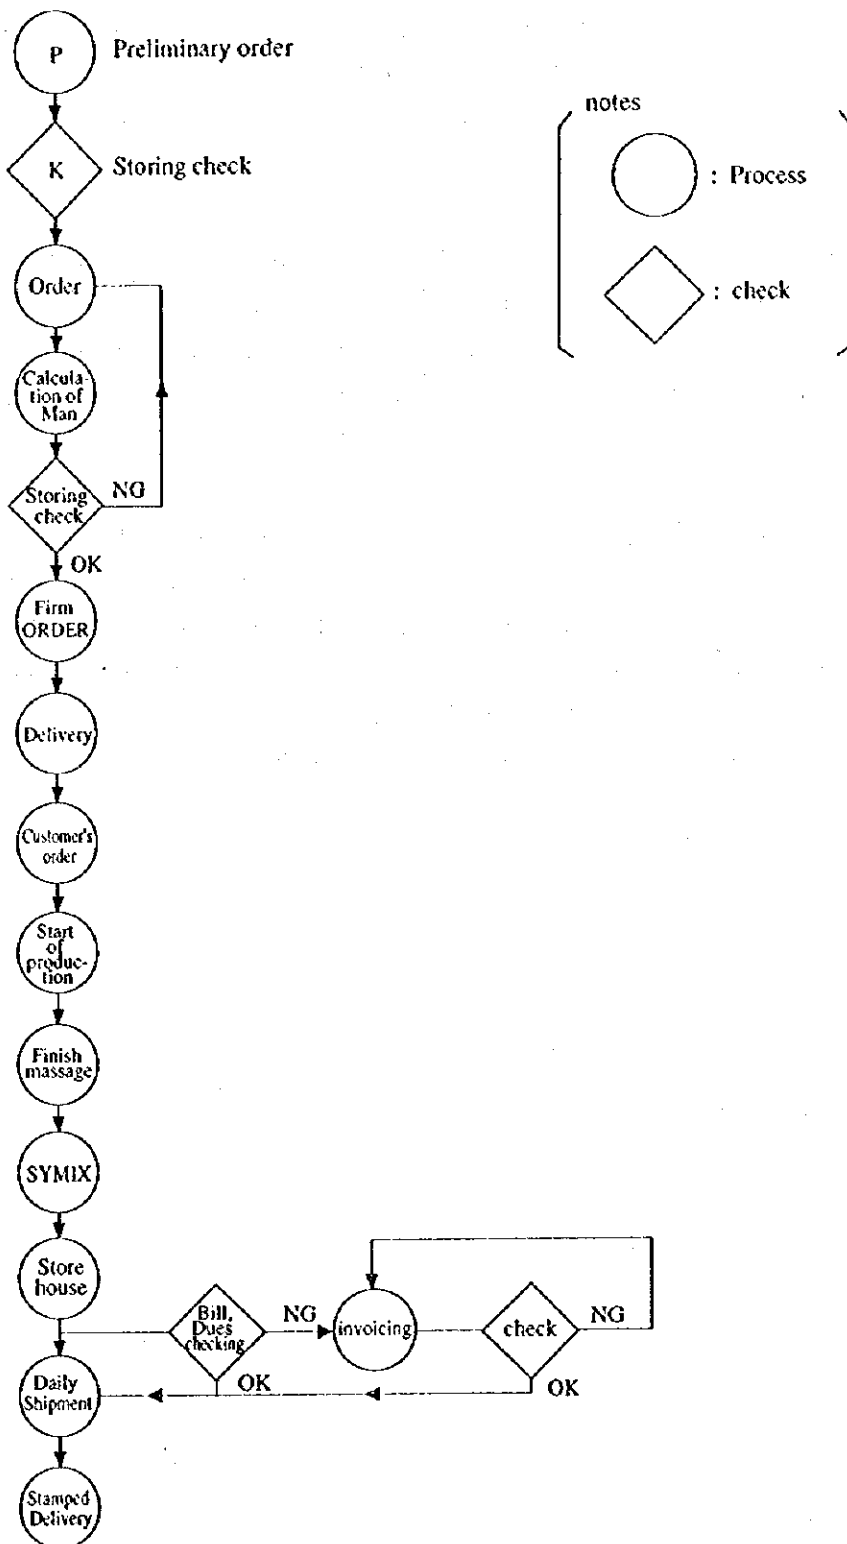 P Preliminary order
K Storing check
notes
: Process
: check
Order
Calcula-
tion of
Man
Storing
check
NG
OK
Firm
ORDER
Delivery
Customer's
order
Start
of
produc-
tion
Finish
massage
SYMIX
Store
house
Bill,
Dues
checking
NG
invoicing
check
NG
OK
OK
Daily
Shipment
Stamped
Delivery